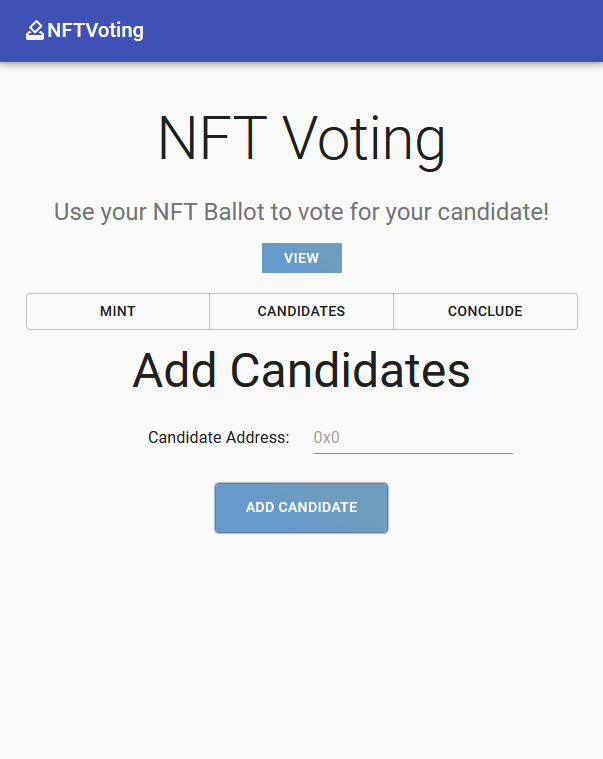 NFTVoting
NFT Voting
Use your NFT Ballot to vote for your candidate!
VIEW
MINT CANDIDATES CONCLUDE
Add Candidates
Candidate Address: 0x0
ADD CANDIDATE